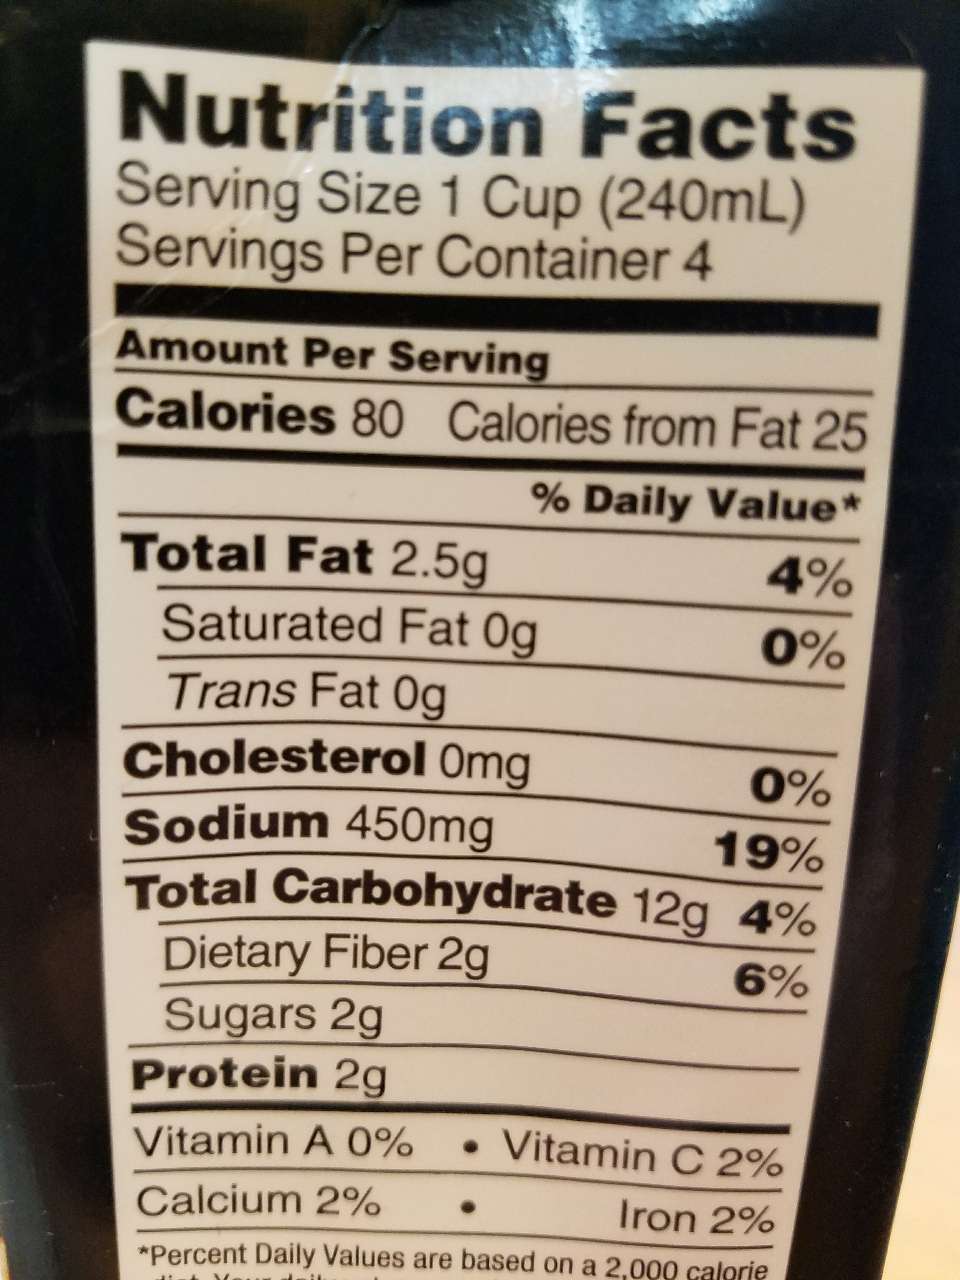 Nutrition Facts
Serving Size 1 Cup (240mL)
Servings Per Container 4
Amount Per Serving
Calories 80 Calories from Fat 25
% Daily Value*
Total Fat 2.5g 4%
Saturated Fat 0g 0%
Trans Fat 0g
Cholesterol 0mg 0%
Sodium 450mg 19%
Total Carbohydrate 12g 4%
Dietary Fiber 2g 6%
Sugars 2g
Protein 2g
Vitamin A 0% • Vitamin C 2%
Calcium 2% • Iron 2%
*Percent Daily Values are based on a 2,000 calorie